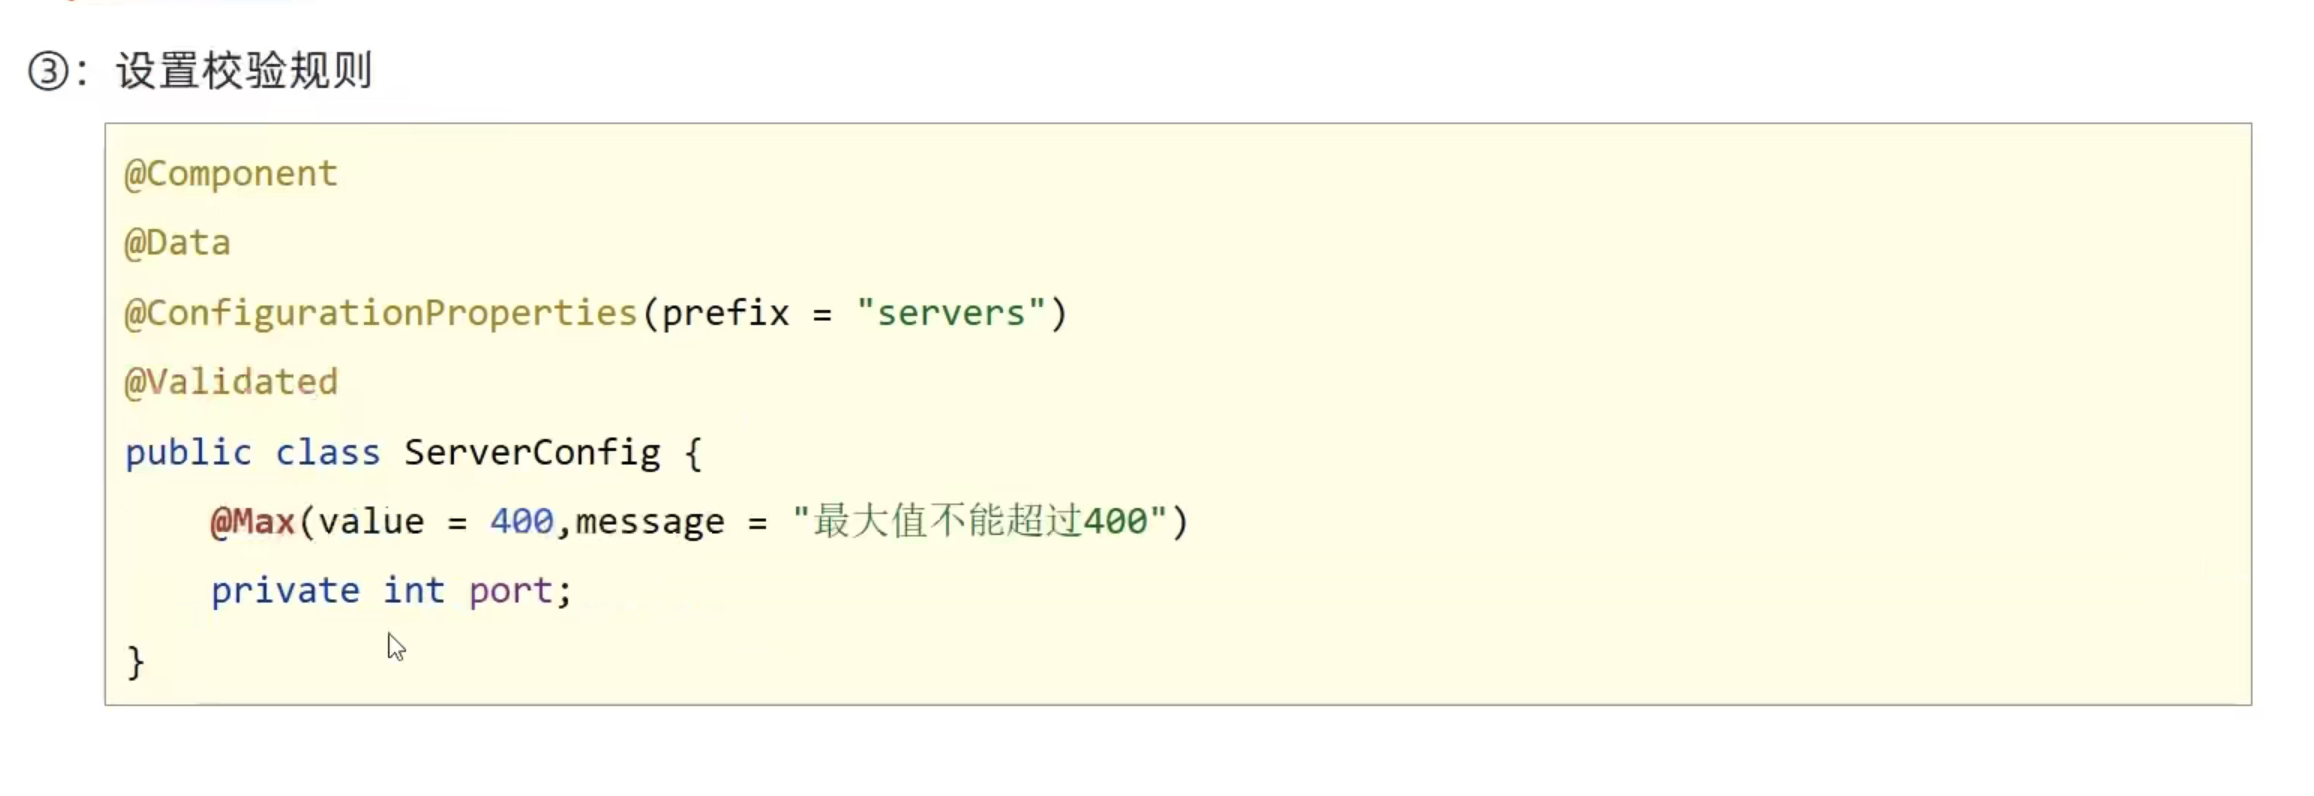 ③：设置校验规则
@Component
@Data
@ConfigurationProperties(prefix = "servers")
@Validated
public class ServerConfig {
    @Max(value = 400,message = "最大值不能超过400")
    private int port;
}